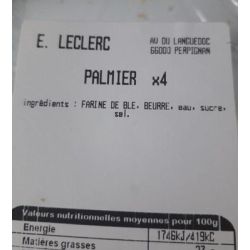 E. LECLERC
AV DU LANGUEDOC
66000 PERPIGNAN
PALMIER x4
ingrédients : FARINE DE BLE, BEURRE, eau, sucre,
sel.
Valeurs nutritionnelles moyennes pour 100g
Energie 1746kJ/419kC
Matières grasses 23